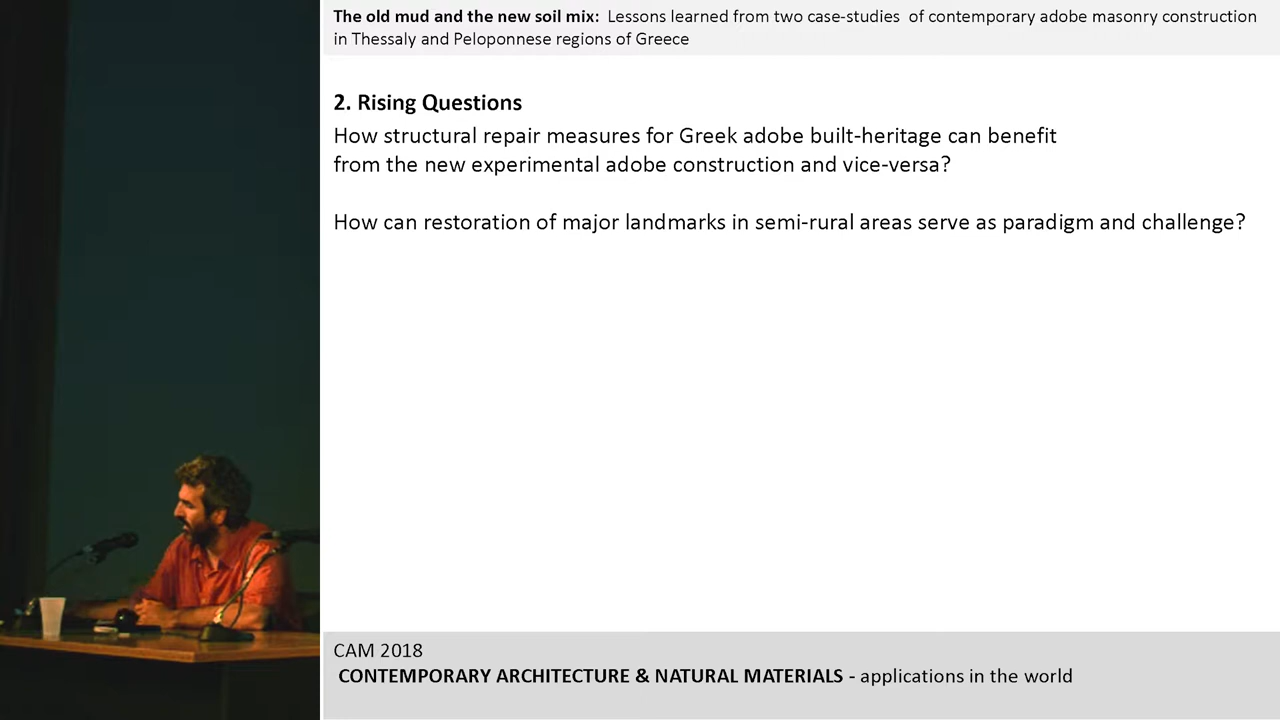 The old mud and the new soil mix: Lessons learned from two case-studies of contemporary adobe masonry construction
in Thessaly and Peloponnese regions of Greece
2. Rising Questions
How structural repair measures for Greek adobe built-heritage can benefit
from the new experimental adobe construction and vice-versa?
How can restoration of major landmarks in semi-rural areas serve as paradigm and challenge?
CAM 2018
CONTEMPORARY ARCHITECTURE & NATURAL MATERIALS - applications in the world